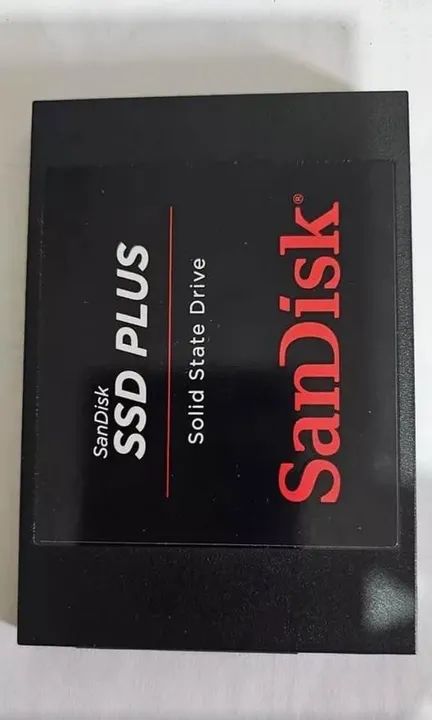 SanDisk
SSD PLUS
Solid State Drive
SanDisk®